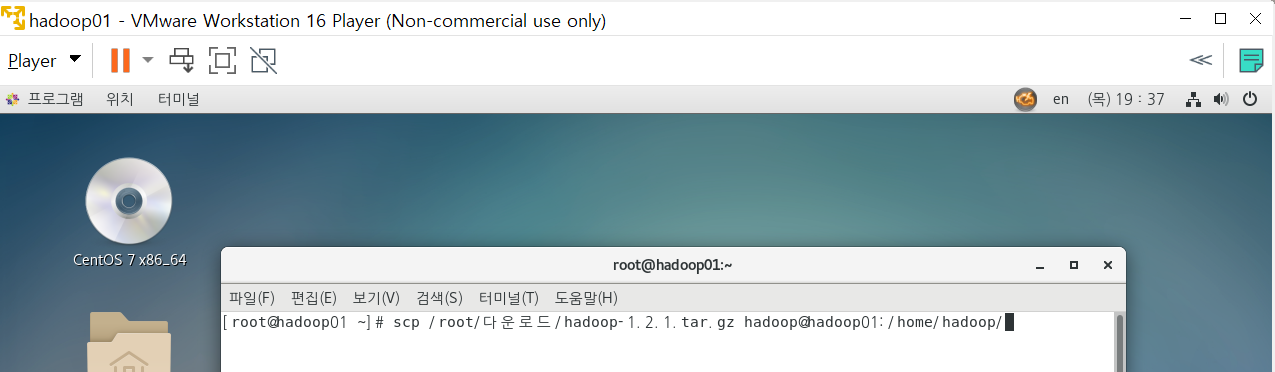 hadoop01 - VMware Workstation 16 Player (Non-commercial use only)
Player
프로그램 위치 터미널 en (목) 19 : 37
CentOS 7 x86_64
root@hadoop01:~
파일(F) 편집(E) 보기(V) 검색(S) 터미널(T) 도움말(H)
[root@hadoop01 ~]# scp /root/다운로드/hadoop-1.2.1.tar.gz hadoop@hadoop01:/home/hadoop/